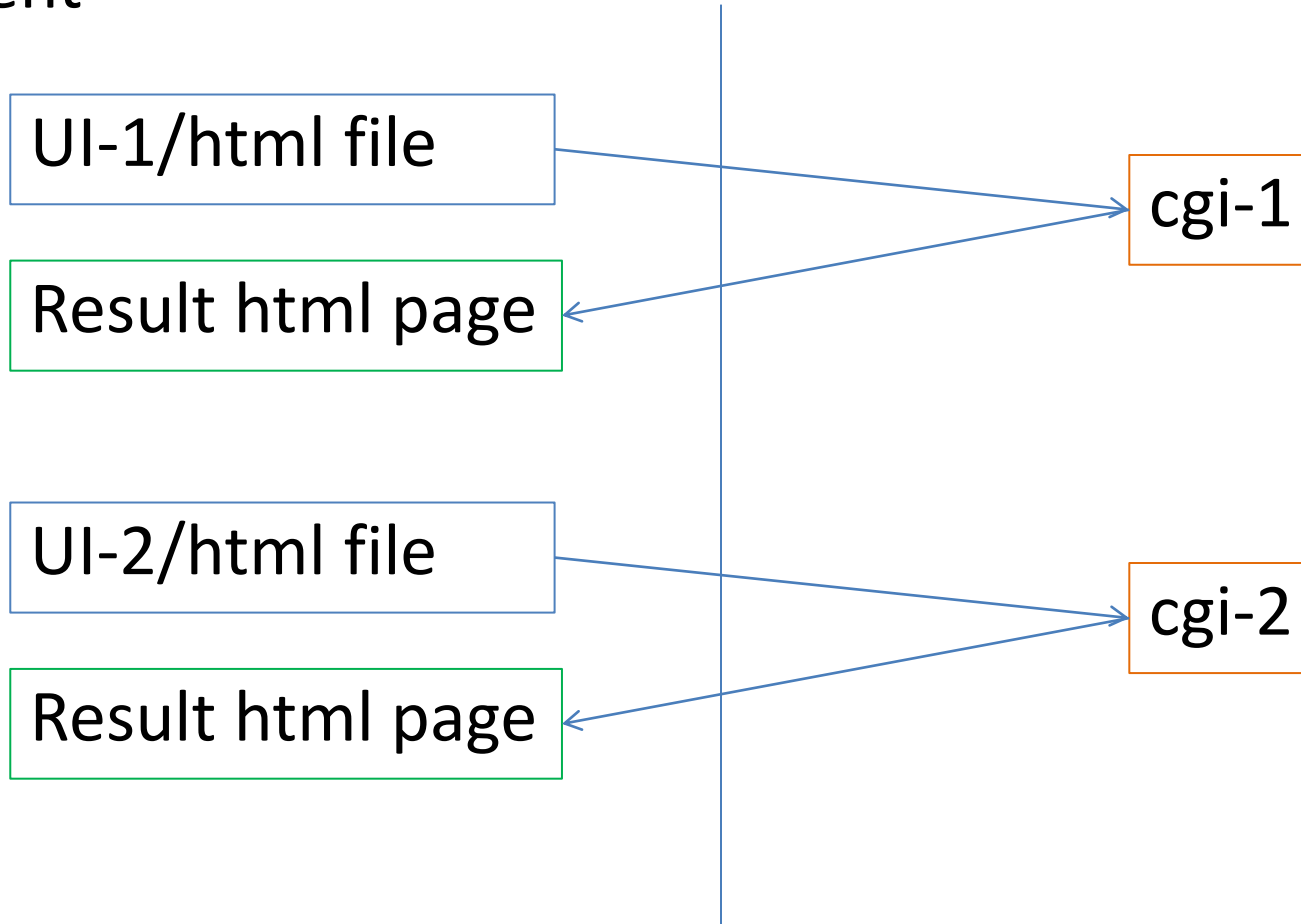 UI-1/html file
cgi-1
Result html page
UI-2/html file
cgi-2
Result html page